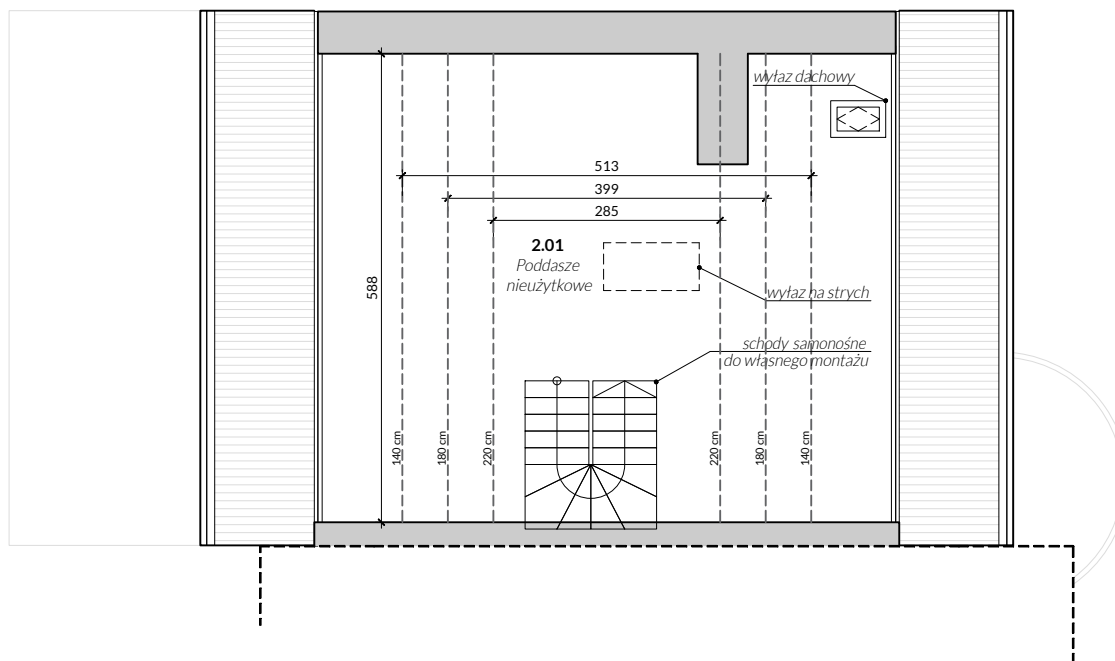 wyłaz dachowy
513
399
285
2.01
Poddasze
nieużytkowe
588
wyłaz na strych
schody samonośne
do własnego montażu
140 cm
180 cm
220 cm
220 cm
180 cm
140 cm